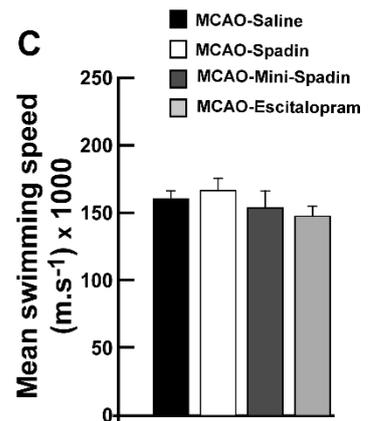 C
MCAO-Saline
MCAO-Spadin
MCAO-Mini-Spadin
MCAO-Escitalopram
Mean swimming speed
(m.s-1) x 1000
250
200
150
100
50
0